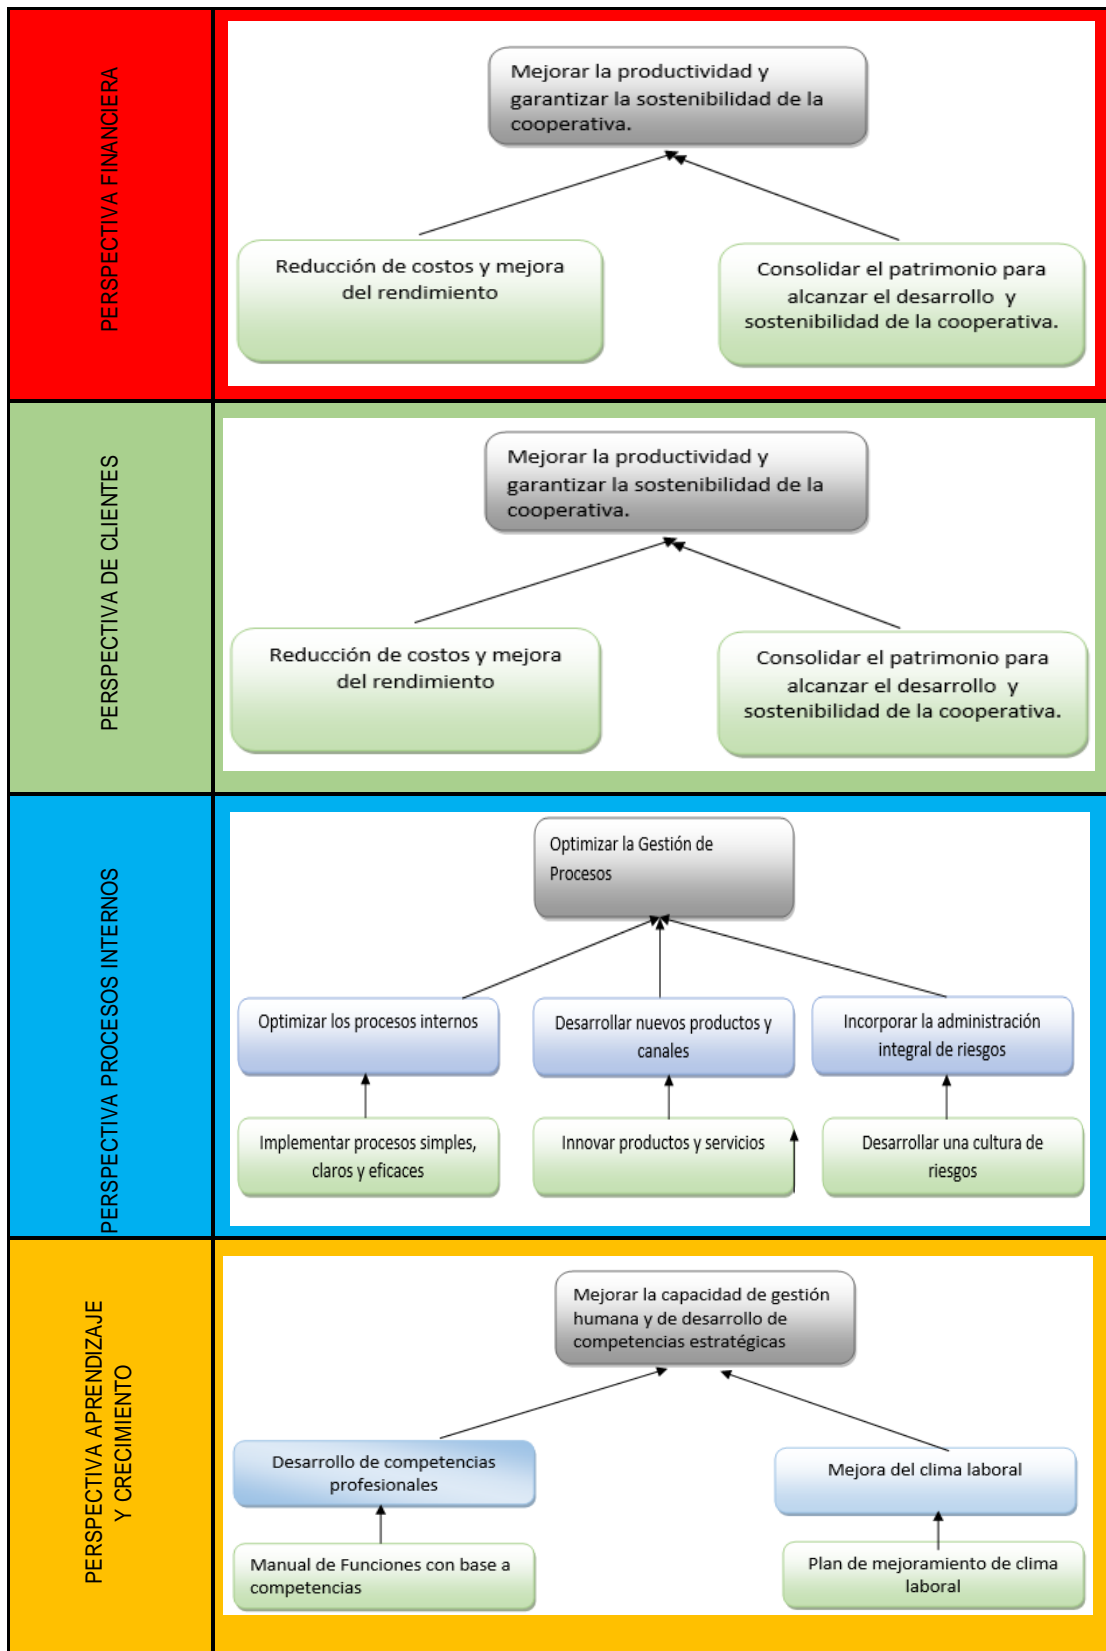 PERSPECTIVA FINANCIERA
Mejorar la productividad y
garantizar la sostenibilidad de la
cooperativa.
Reducción de costos y mejora
del rendimiento
Consolidar el patrimonio para
alcanzar el desarrollo y
sostenibilidad de la cooperativa.
PERSPECTIVA DE CLIENTES
Mejorar la productividad y
garantizar la sostenibilidad de la
cooperativa.
Reducción de costos y mejora
del rendimiento
Consolidar el patrimonio para
alcanzar el desarrollo y
sostenibilidad de la cooperativa.
PERSPECTIVA PROCESOS INTERNOS
Optimizar la Gestión de
Procesos
Optimizar los procesos internos
Desarrollar nuevos productos y
canales
Incorporar la administración
integral de riesgos
Implementar procesos simples,
claros y eficaces
Innovar productos y servicios
Desarrollar una cultura de
riesgos
PERSPECTIVA APRENDIZAJE
Y CRECIMIENTO
Mejorar la capacidad de gestión
humana y de desarrollo de
competencias estratégicas
Desarrollo de competencias
profesionales
Mejora del clima laboral
Manual de Funciones con base a
competencias
Plan de mejoramiento de clima
laboral